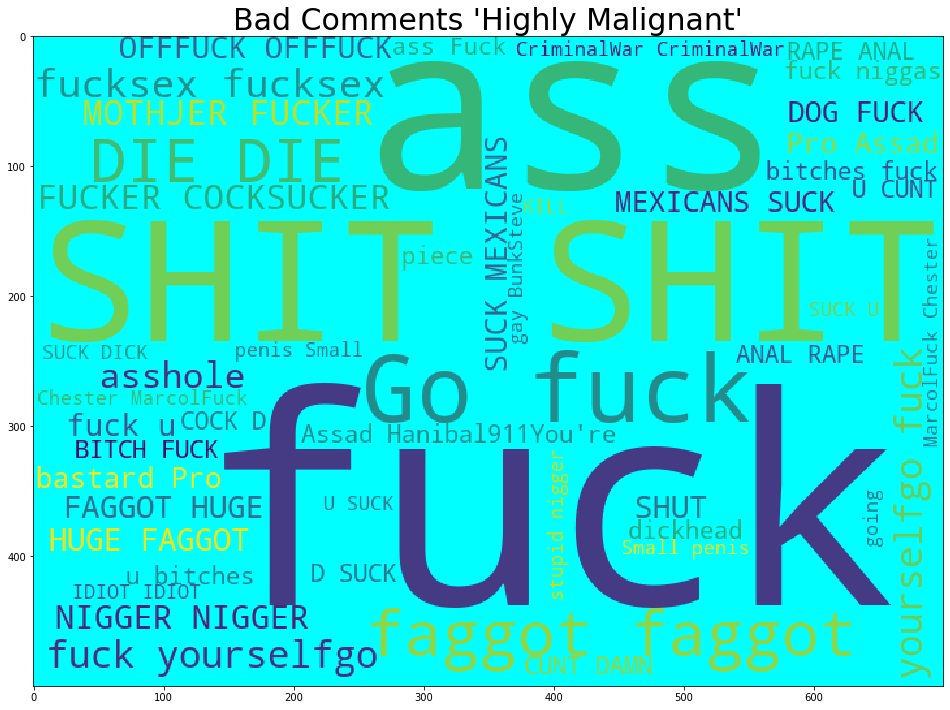 Bad Comments 'Highly Malignant'
OFFFUCK OFFFUCK
ass Fuck
CriminalWar CriminalWar
RAPE ANAL
fucksex fucksex
ass
fuck niggas
MOTHJER FUCKER
DOG FUCK
DIE DIE
Pro Assad
bitches fuck
FUCKER COCKSUCKER
U CUNT
SUCK MEXICANS
gay BunkSteve
KILL
MEXICANS SUCK
SHIT SHIT
piece
MarcolFuck Chester
SUCK U
SUCK DICK
penis Small
ANAL RAPE
asshole
Go fuck
Chester MarcolFuck
fuck u
COCK D
Assad Hanibal911You're
BITCH FUCK
fuck
bastard Pro
yourselfgo fuck
FAGGOT HUGE
U SUCK
stupid nigger
SHUT
going
HUGE FAGGOT
dickhead
Small penis
u bitches
D SUCK
IDIOT IDIOT
NIGGER NIGGER
faggot faggot
fuck yourselfgo
CUNT DAMN
0
100
200
300
400
0 100 200 300 400 500 600